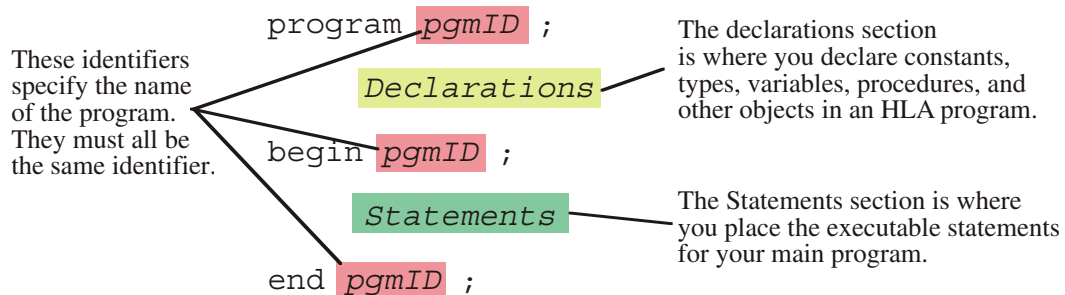 program pgmID ;
These identifiers
specify the name
of the program.
They must all be
the same identifier.
Declarations
The declarations section
is where you declare constants,
types, variables, procedures, and
other objects in an HLA program.
begin pgmID ;
Statements
The Statements section is where
you place the executable statements
for your main program.
end pgmID ;